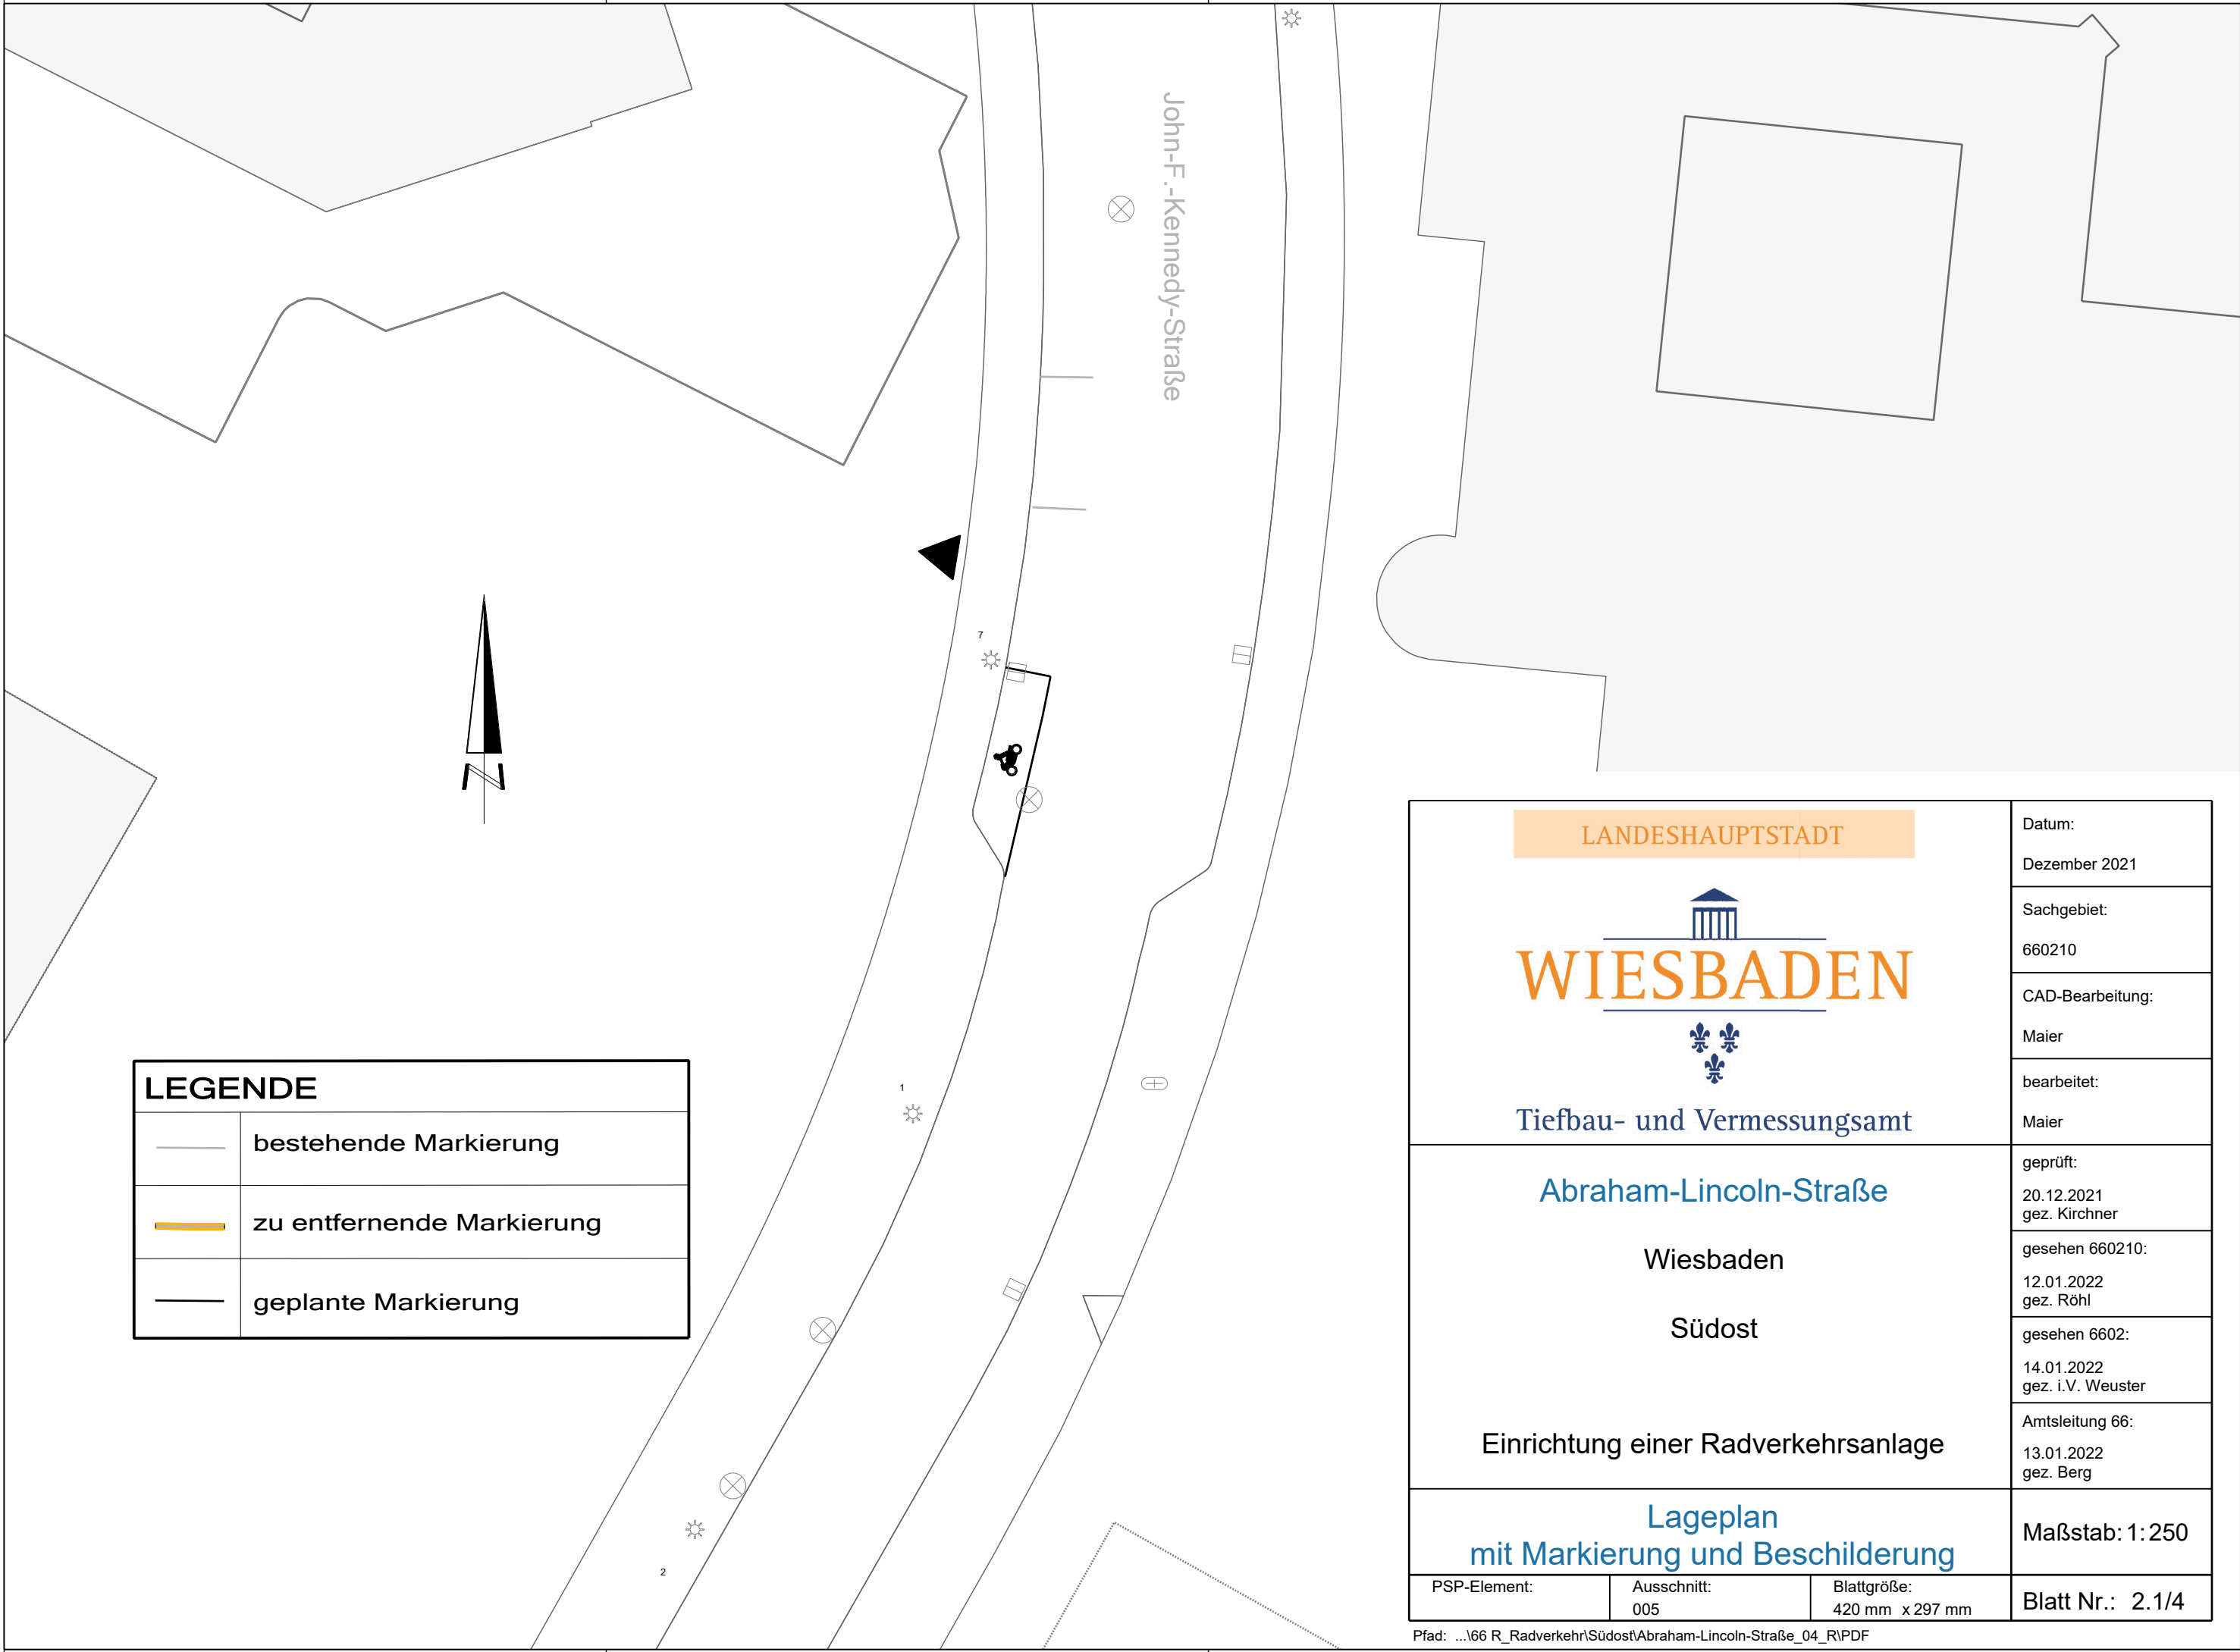 John-F.-Kennedy-Straße
7
N
1
2
LEGENDE
bestehende Markierung
zu entfernende Markierung
geplante Markierung
LANDESHAUPTSTADT
WIESBADEN
Tiefbau- und Vermessungsamt
Abraham-Lincoln-Straße
Wiesbaden
Südost
Einrichtung einer Radverkehrsanlage
Lageplan
mit Markierung und Beschilderung
PSP-Element:
Ausschnitt:
005
Blattgröße:
420 mm x 297 mm
Datum:
Dezember 2021
Sachgebiet:
660210
CAD-Bearbeitung:
Maier
bearbeitet:
Maier
geprüft:
20.12.2021
gez. Kirchner
gesehen 660210:
12.01.2022
gez. Röhl
gesehen 6602:
14.01.2022
gez. i.V. Weuster
Amtsleitung 66:
13.01.2022
gez. Berg
Maßstab: 1: 250
Blatt Nr.: 2.1/4
Pfad: ...\66 R_Radverkehr\Südost\Abraham-Lincoln-Straße_04_R\PDF